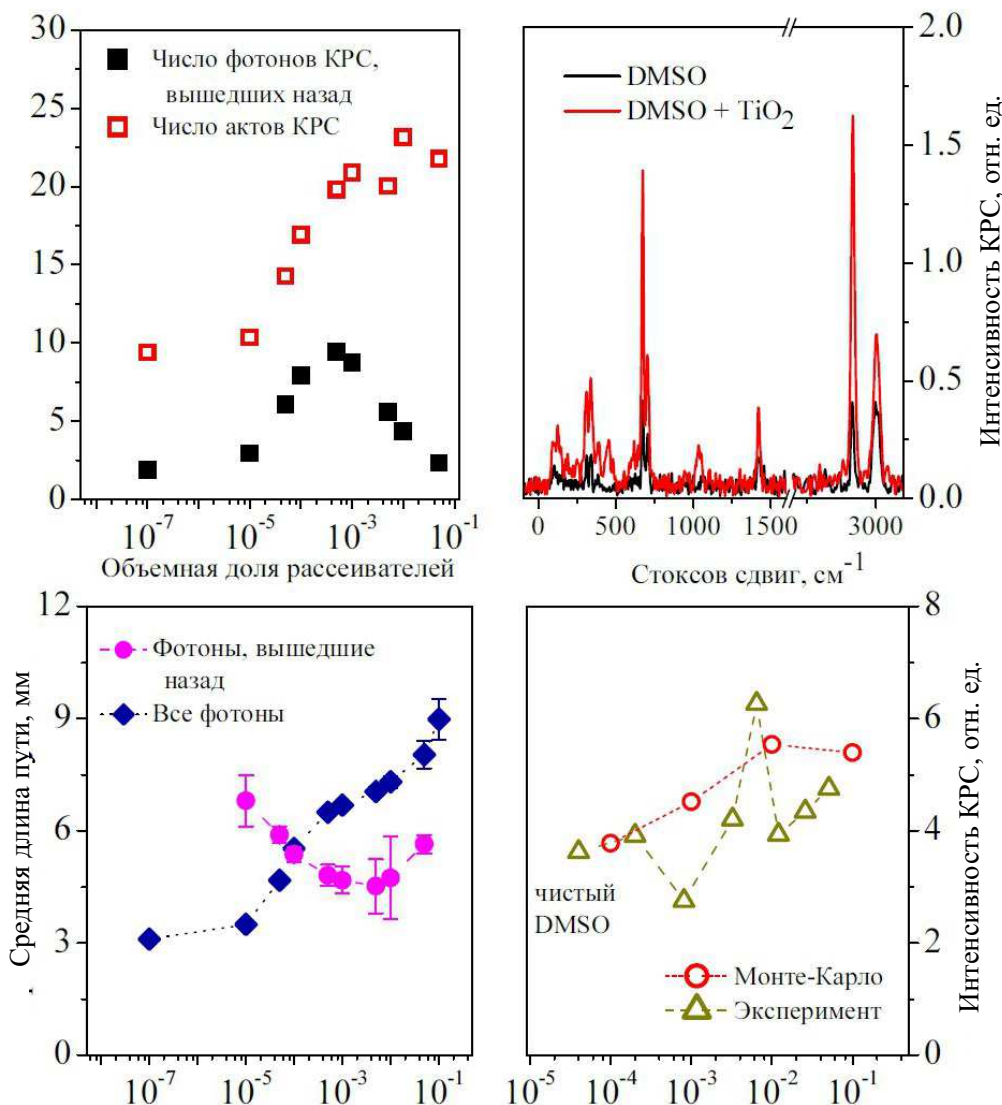 30
25
20
15
10
5
0
Число фотонов КРС,
вышедших назад
Число актов КРС
10⁻⁷ 10⁻⁵ 10⁻³ 10⁻¹
Объемная доля рассеивателей
DMSO
DMSO + TiO₂
2.0
1.5
1.0
0.5
0.0
Интенсивность КРС, отн. ед.
0 500 1000 1500 3000
Стоксов сдвиг, см⁻¹
Средняя длина пути, мм
12
9
6
3
0
Фотоны, вышедшие
назад
Все фотоны
10⁻⁷ 10⁻⁵ 10⁻³ 10⁻¹
чистый
DMSO
Монте-Карло
Эксперимент
8
6
4
2
0
Интенсивность КРС, отн. ед.
10⁻⁵ 10⁻⁴ 10⁻³ 10⁻² 10⁻¹